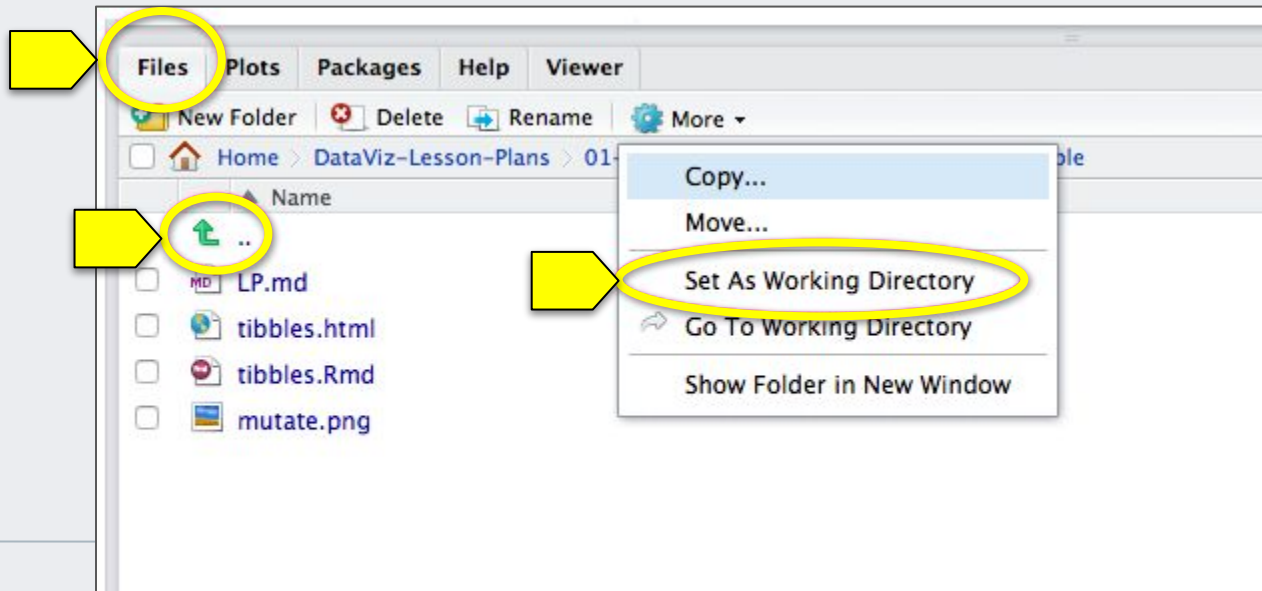 Files Plots Packages Help Viewer
New Folder Delete Rename More
Home DataViz-Lesson-Plans 01-
Name
..
MD LP.md
tibbles.html
tibbles.Rmd
mutate.png
Copy...
Move...
Set As Working Directory
Go To Working Directory
Show Folder in New Window